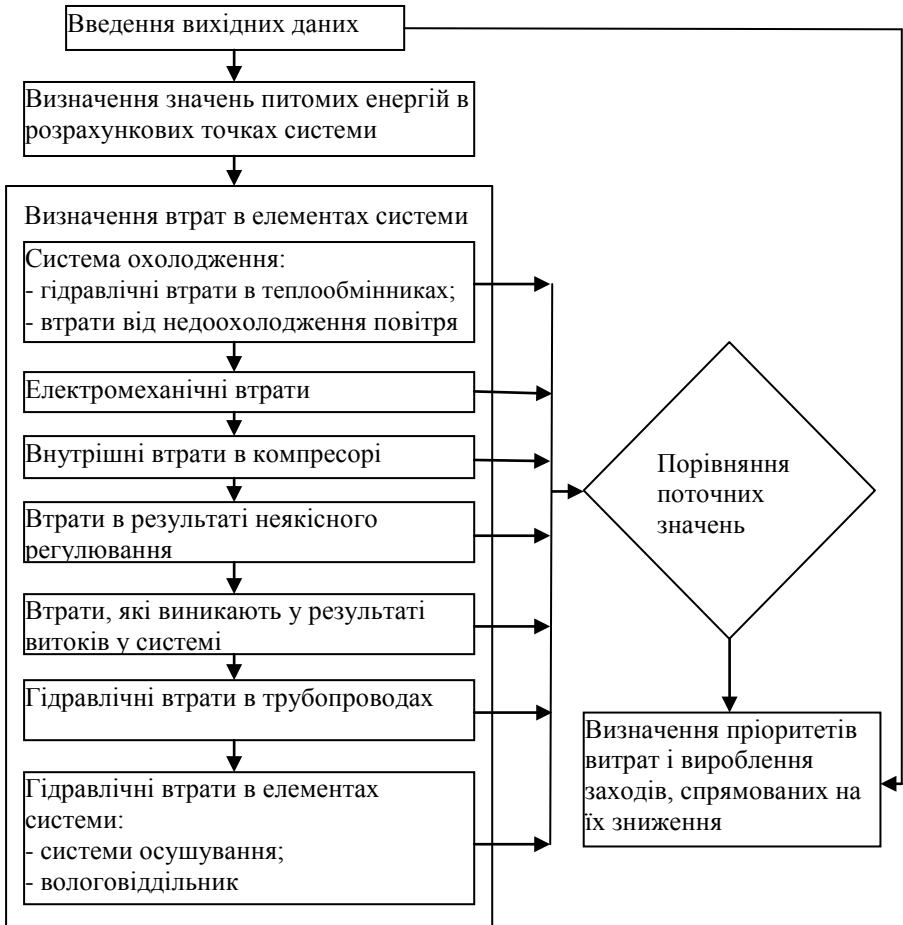 Введення вихідних даних
Визначення значень питомих енергій в
розрахункових точках системи
Визначення втрат в елементах системи
Система охолодження:
- гідравлічні втрати в теплообмінниках;
- втрати від недоохолодження повітря
Електромеханічні втрати
Внутрішні втрати в компресорі
Втрати в результаті неякісного
регулювання
Втрати, які виникають у результаті
витоків у системі
Гідравлічні втрати в трубопроводах
Гідравлічні втрати в елементах
системи:
- системи осушування;
- вологовіддільник
Порівняння
поточних
значень
Визначення пріоритетів
витрат і вироблення
заходів, спрямованих на
їх зниження